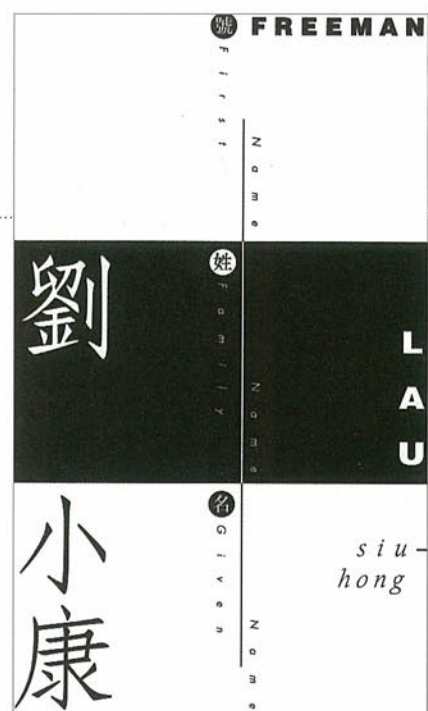 號 FREEMAN
First Name
劉
姓
Family Name
LAU
小康
名
Given Name
siu-
hong